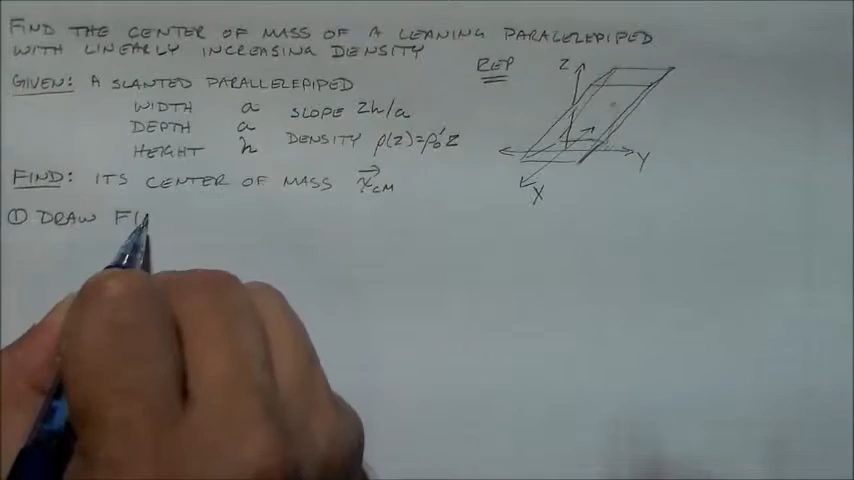 FIND THE CENTER OF MASS OF A LEANING PARALELEPIPED
WITH LINEARLY INCREASING DENSITY
GIVEN: A SLANTED PARALLELEPIPED
WIDTH a SLOPE 2h/a
DEPTH a DENSITY ρ(z)=ρ₀'z
HEIGHT h
FIND: ITS CENTER OF MASS x⃗CM
① DRAW FI
REP
Z
Y
X